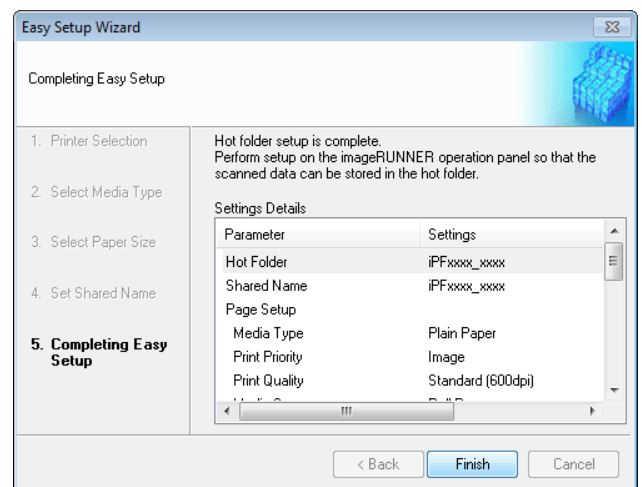 Easy Setup Wizard
Completing Easy Setup
1. Printer Selection
2. Select Media Type
3. Select Paper Size
4. Set Shared Name
5. Completing Easy
Setup
Hot folder setup is complete.
Perform setup on the imageRUNNER operation panel so that the
scanned data can be stored in the hot folder.
Settings Details
Parameter Settings
Hot Folder iPFxxxx_xxxx
Shared Name iPFxxxx_xxxx
Page Setup
Media Type Plain Paper
Print Priority Image
Print Quality Standard (600dpi)
< Back Finish Cancel